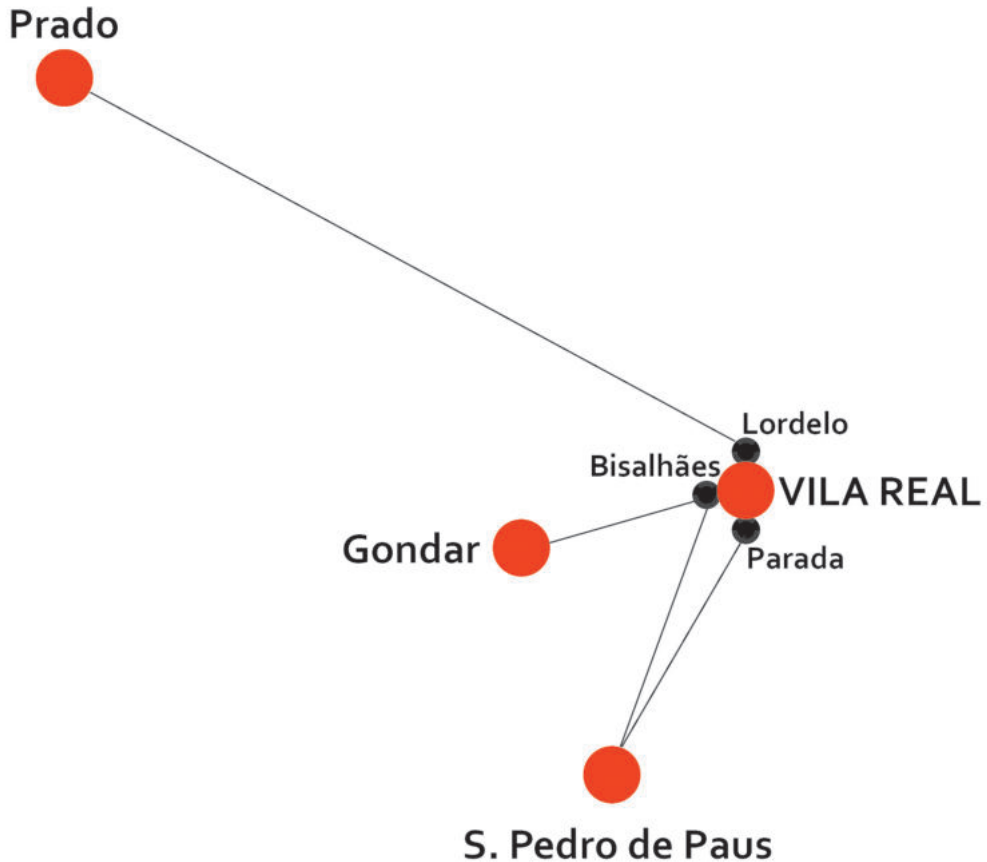 Prado
Lordelo
Bisalhães
VILA REAL
Gondar
Parada
S. Pedro de Paus